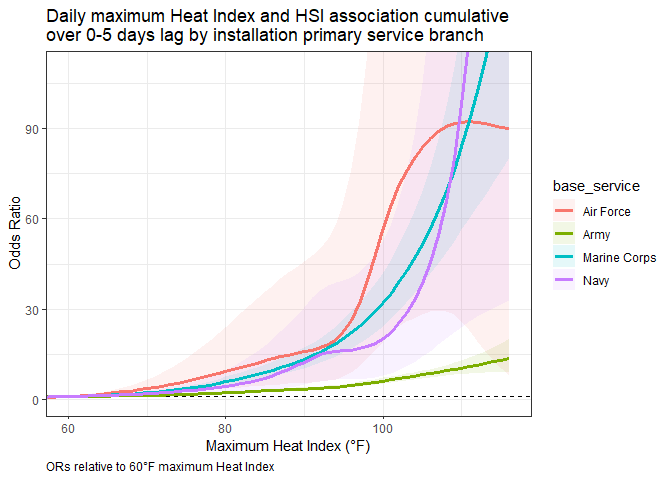 Daily maximum Heat Index and HSI association cumulative
over 0-5 days lag by installation primary service branch
90
60
30
0
Odds Ratio
60
80
100
Maximum Heat Index (°F)
base_service
Air Force
Army
Marine Corps
Navy
ORs relative to 60°F maximum Heat Index